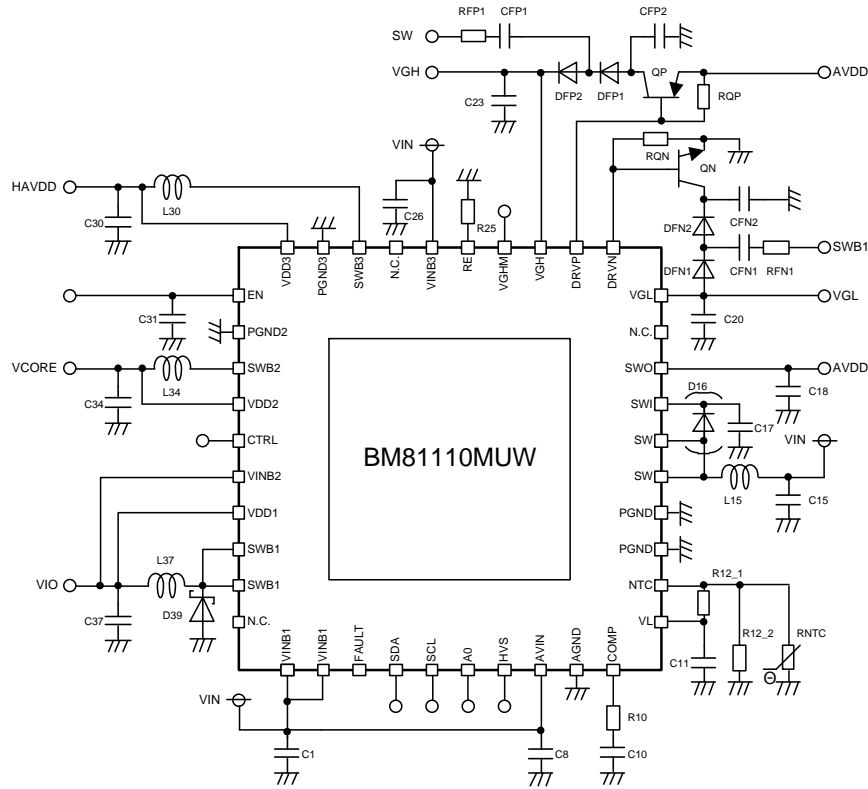 RFP1 CFP1 CFP2
SW
VGH QP AVDD
DFP2 DFP1 RQP
C23
VIN RQN QN
HAVDD
L30 C26 R25 CFN2
C30 DFN2
SWB1
DFN1 CFN1 RFN1
VDD3 PGND3 SWB3 N.C. VINB3 RE VGHM VGH DRVP DRVN
EN VGL VGL
C31 C20
PGND2 N.C.
VCORE SWB2 SWO AVDD
L34 D16 C18
C34 VDD2 SWI
C17 VIN
CTRL SW
BM81110MUW
VINB2 SW
L15 C15
VDD1 PGND
L37 SWB1 PGND
VIO SWB1 NTC R12_1
C37 D39 R12_2 RNTC
N.C. VL
C11
VINB1 VINB1 FAULT SDA SCL A0 HVS AVIN AGND COMP
VIN
R10
C1 C8 C10